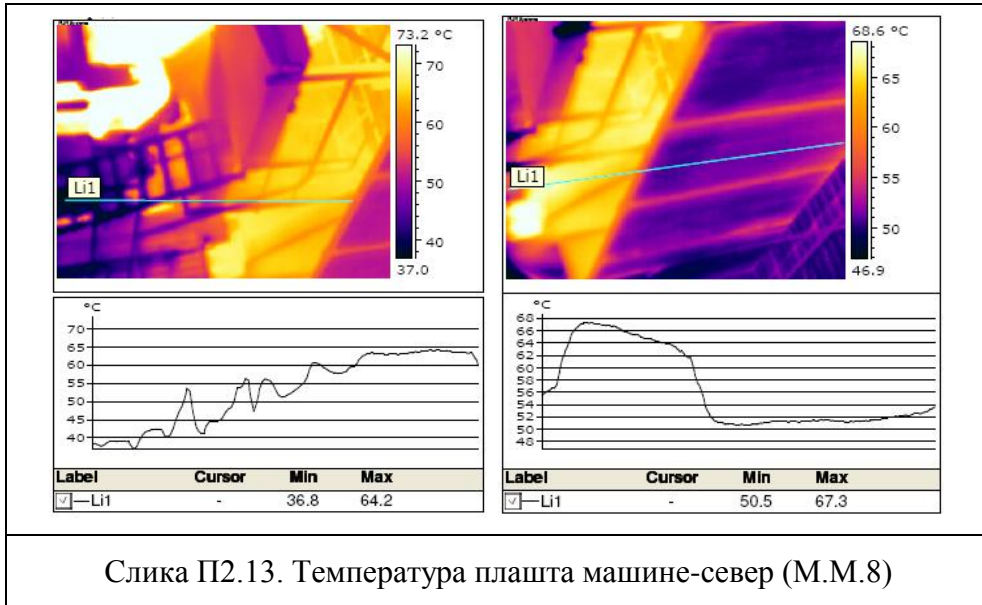 73.2 °C
70
60
50
40
37.0
Li1
°C
70
65
60
55
50
45
40
Label Cursor Min Max
Li1 - 36.8 64.2
68.6 °C
65
60
55
50
46.9
Li1
°C
68
66
64
62
60
58
56
54
52
50
48
Label Cursor Min Max
Li1 - 50.5 67.3
Слика П2.13. Температура плашта машине-север (М.М.8)